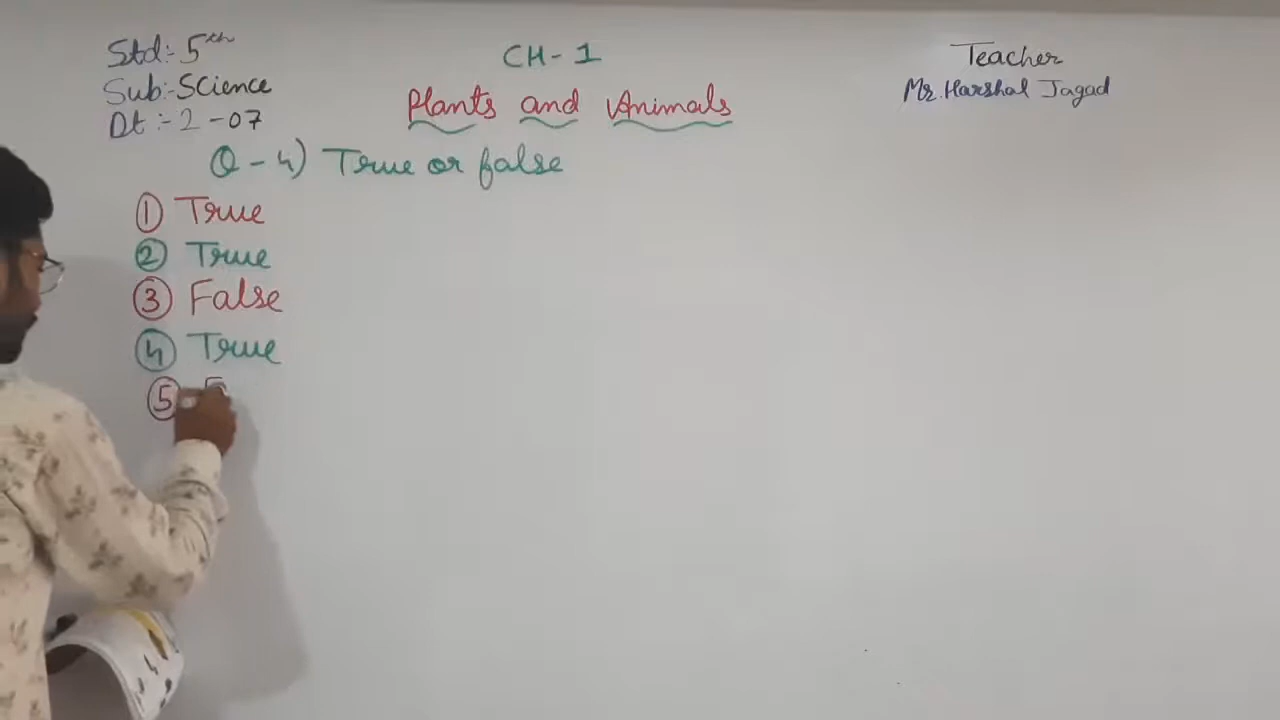 Std:- 5th
Sub:- Science
Dt :- 2 - 07
CH - 1
Plants and Animals
Teacher
Mr. Harshal Jagad
Q - 4) True or false
① True
② True
③ False
④ True
⑤